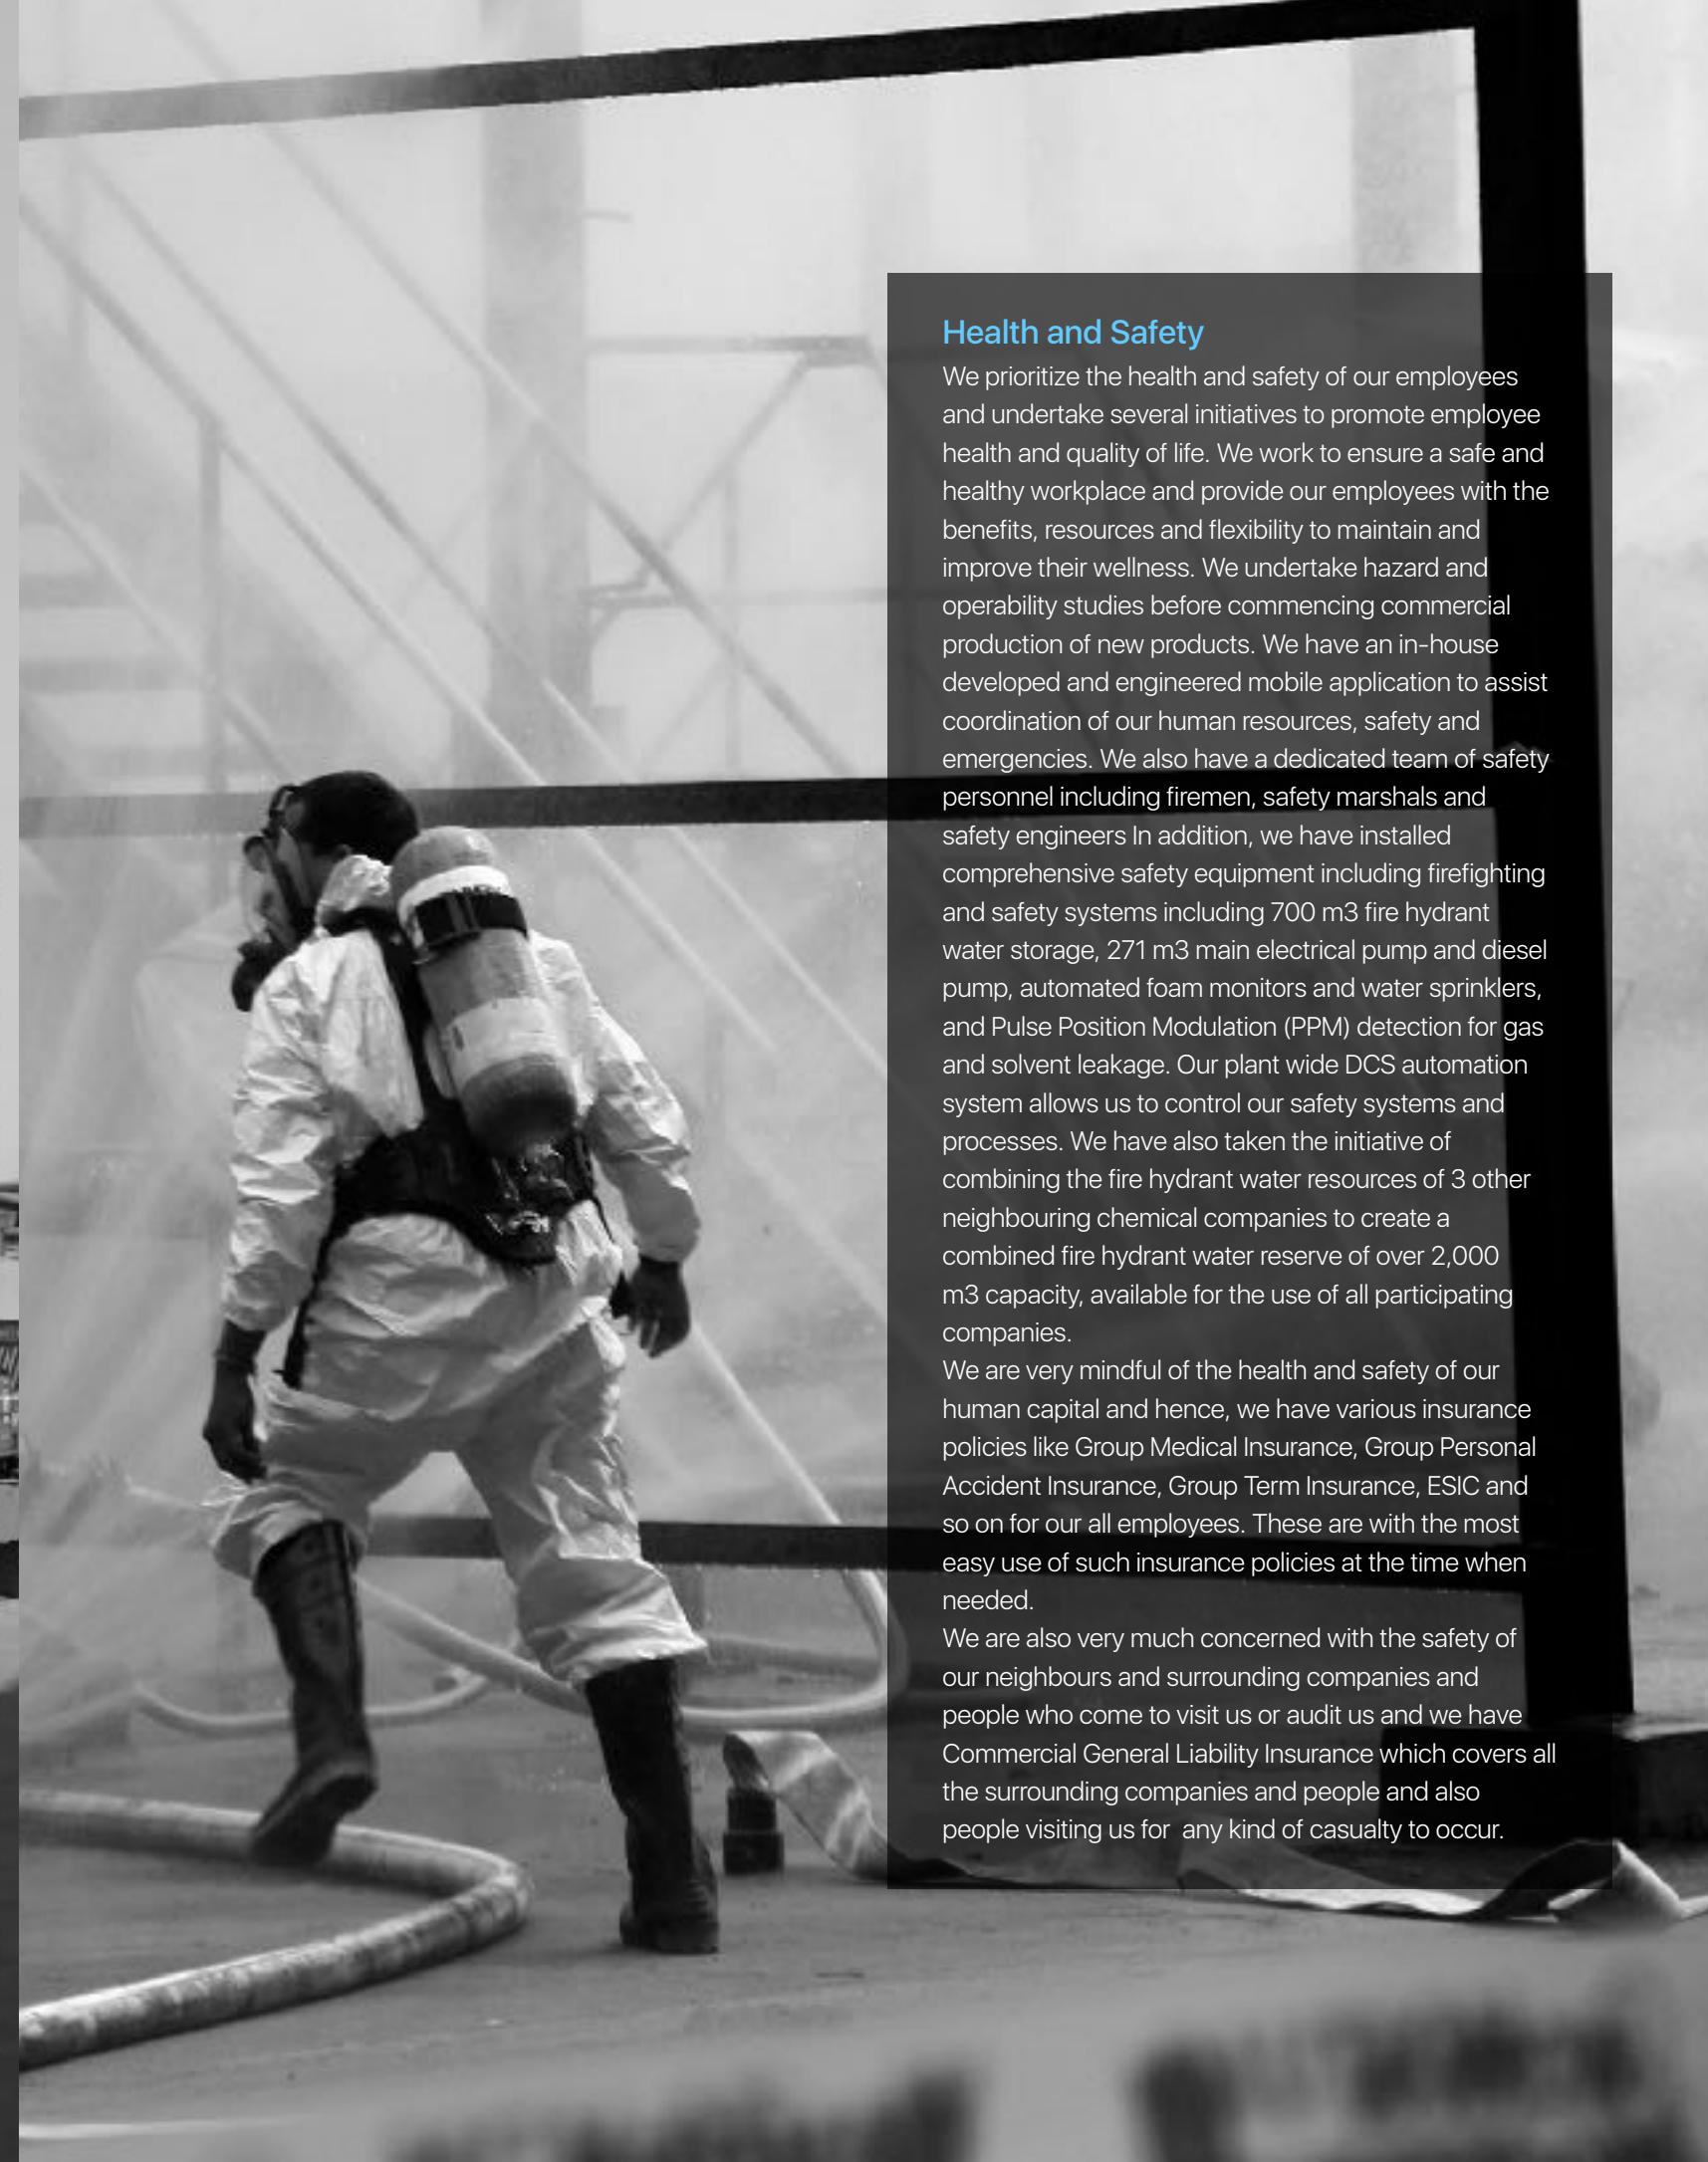 Health and Safety
We prioritize the health and safety of our employees
and undertake several initiatives to promote employee
health and quality of life. We work to ensure a safe and
healthy workplace and provide our employees with the
benefits, resources and flexibility to maintain and
improve their wellness. We undertake hazard and
operability studies before commencing commercial
production of new products. We have an in-house
developed and engineered mobile application to assist
coordination of our human resources, safety and
emergencies. We also have a dedicated team of safety
personnel including firemen, safety marshals and
safety engineers In addition, we have installed
comprehensive safety equipment including firefighting
and safety systems including 700 m3 fire hydrant
water storage, 271 m3 main electrical pump and diesel
pump, automated foam monitors and water sprinklers,
and Pulse Position Modulation (PPM) detection for gas
and solvent leakage. Our plant wide DCS automation
system allows us to control our safety systems and
processes. We have also taken the initiative of
combining the fire hydrant water resources of 3 other
neighbouring chemical companies to create a
combined fire hydrant water reserve of over 2,000
m3 capacity, available for the use of all participating
companies.
We are very mindful of the health and safety of our
human capital and hence, we have various insurance
policies like Group Medical Insurance, Group Personal
Accident Insurance, Group Term Insurance, ESIC and
so on for our all employees. These are with the most
easy use of such insurance policies at the time when
needed.
We are also very much concerned with the safety of
our neighbours and surrounding companies and
people who come to visit us or audit us and we have
Commercial General Liability Insurance which covers all
the surrounding companies and people and also
people visiting us for  any kind of casualty to occur.